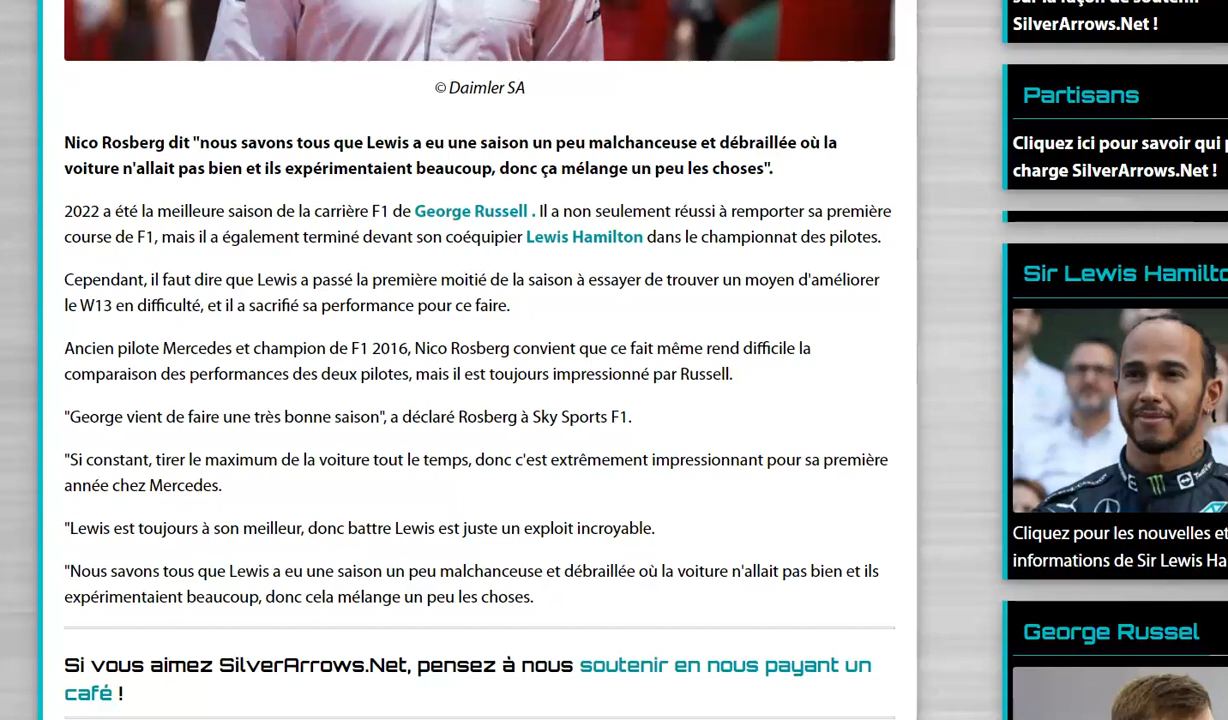 © Daimler SA
Nico Rosberg dit "nous savons tous que Lewis a eu une saison un peu malchanceuse et débraillée où la
voiture n'allait pas bien et ils expérimentaient beaucoup, donc ça mélange un peu les choses".
2022 a été la meilleure saison de la carrière F1 de George Russell . Il a non seulement réussi à remporter sa première
course de F1, mais il a également terminé devant son coéquipier Lewis Hamilton dans le championnat des pilotes.
Cependant, il faut dire que Lewis a passé la première moitié de la saison à essayer de trouver un moyen d'améliorer
le W13 en difficulté, et il a sacrifié sa performance pour ce faire.
Ancien pilote Mercedes et champion de F1 2016, Nico Rosberg convient que ce fait même rend difficile la
comparaison des performances des deux pilotes, mais il est toujours impressionné par Russell.
"George vient de faire une très bonne saison", a déclaré Rosberg à Sky Sports F1.
"Si constant, tirer le maximum de la voiture tout le temps, donc c'est extrêmement impressionnant pour sa première
année chez Mercedes.
"Lewis est toujours à son meilleur, donc battre Lewis est juste un exploit incroyable.
"Nous savons tous que Lewis a eu une saison un peu malchanceuse et débraillée où la voiture n'allait pas bien et ils
expérimentaient beaucoup, donc cela mélange un peu les choses.
Si vous aimez SilverArrows.Net, pensez à nous soutenir en nous payant un
café !
SilverArrows.Net !
Partisans
Cliquez ici pour savoir qui
charge SilverArrows.Net !
Sir Lewis Hamilto
Cliquez pour les nouvelles et
informations de Sir Lewis Ha
George Russel